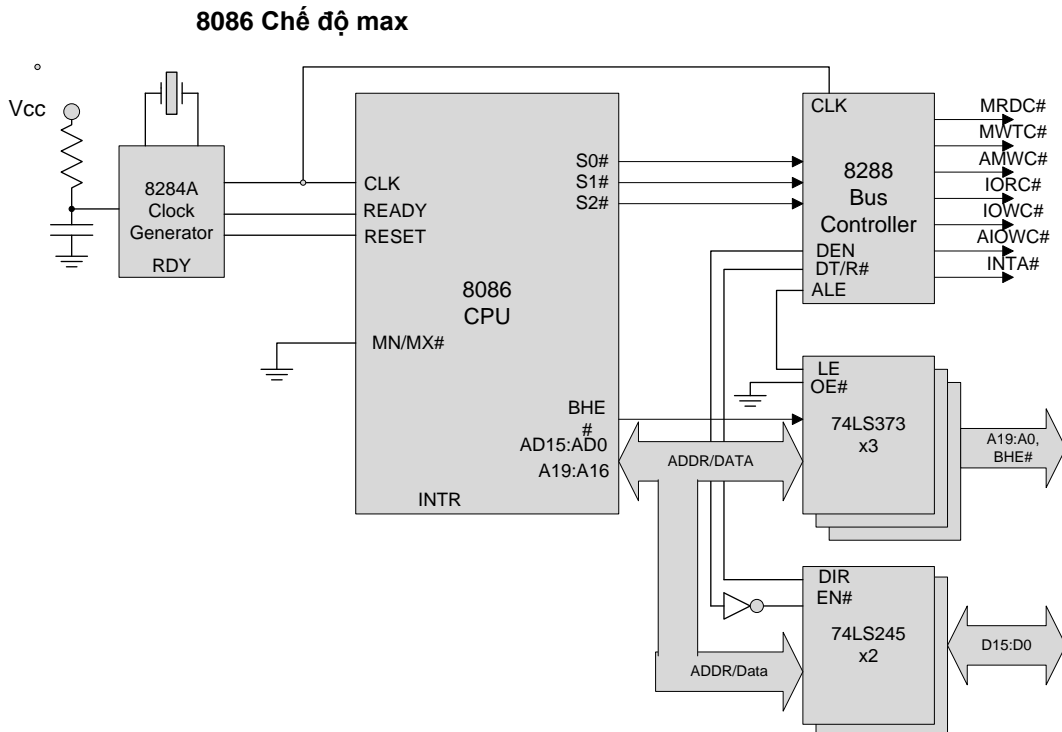 8086 Chế độ max
Vcc
8284A
Clock
Generator
RDY
CLK
READY
RESET
MN/MX#
8086
CPU
INTR
S0#
S1#
S2#
BHE
#
AD15:AD0
A19:A16
CLK
8288
Bus
Controller
DEN
DT/R#
ALE
MRDC#
MWTC#
AMWC#
IORC#
IOWC#
AIOWC#
INTA#
LE
OE#
74LS373
x3
ADDR/DATA
A19:A0,
BHE#
DIR
EN#
74LS245
x2
ADDR/Data
D15:D0